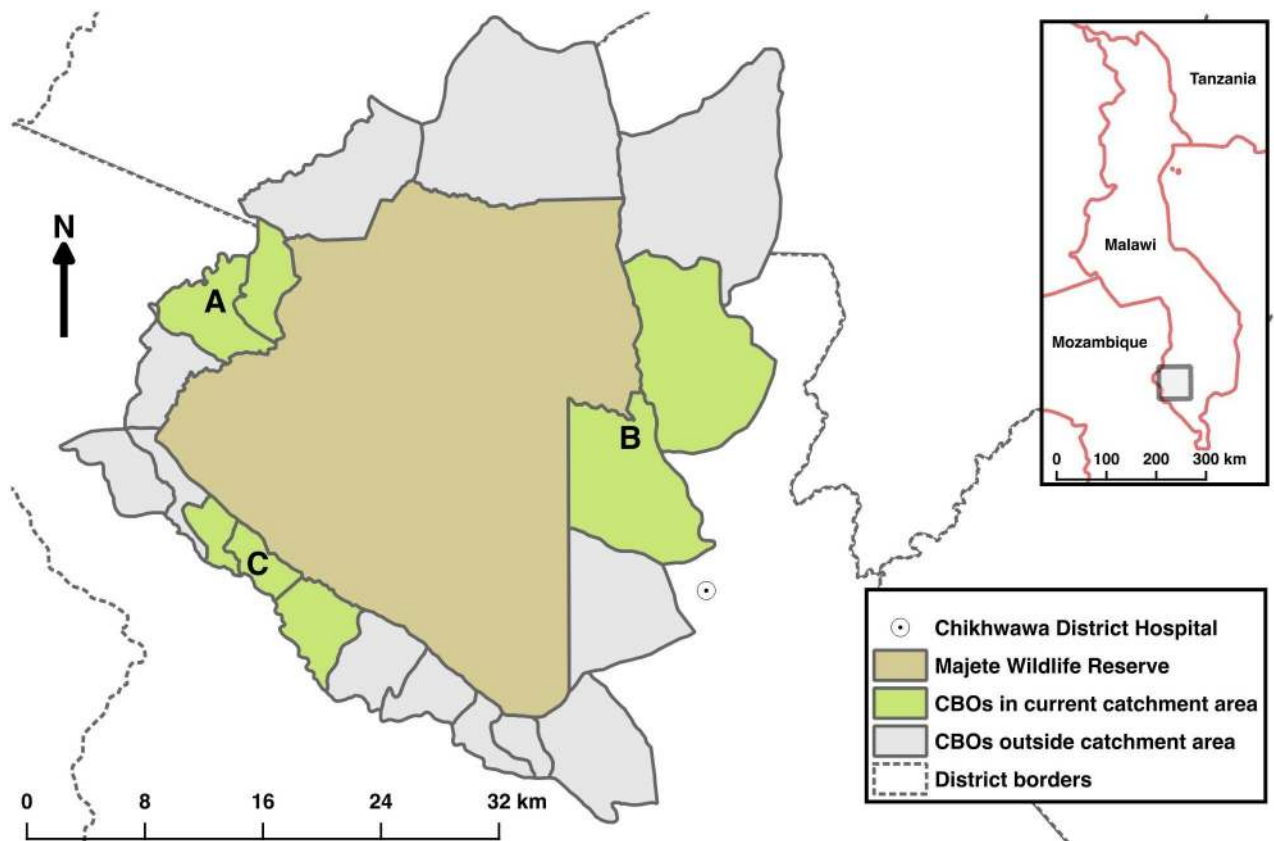 N
A
B
C
0 8 16 24 32 km
Tanzania
Malawi
Mozambique
0 100 200 300 km
Chikhwawa District Hospital
Majete Wildlife Reserve
CBOs in current catchment area
CBOs outside catchment area
District borders